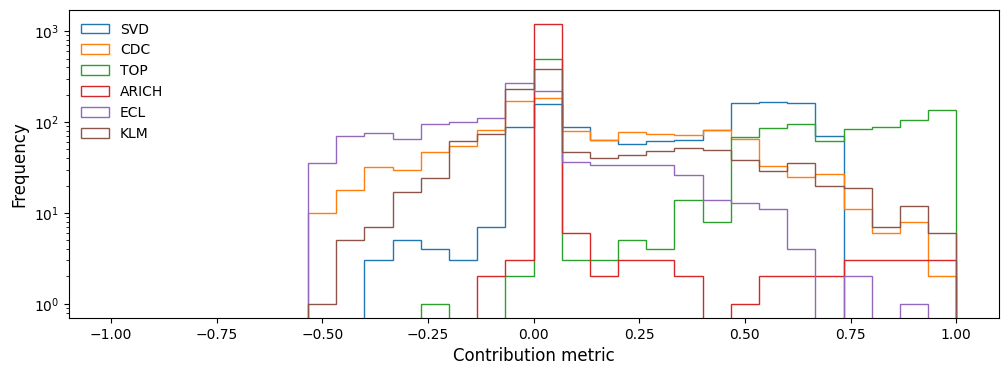 SVD
CDC
TOP
ARICH
ECL
KLM
Frequency
10³
10²
10¹
10⁰
−1.00 −0.75 −0.50 −0.25 0.00 0.25 0.50 0.75 1.00
Contribution metric